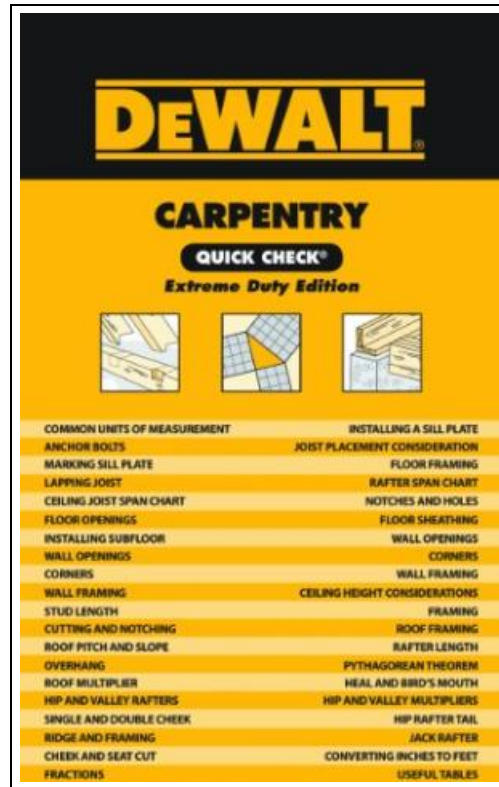 DEWALT®
CARPENTRY
QUICK CHECK®
Extreme Duty Edition
COMMON UNITS OF MEASUREMENT INSTALLING A SILL PLATE
ANCHOR BOLTS JOIST PLACEMENT CONSIDERATION
MARKING SILL PLATE FLOOR FRAMING
LAPPING JOIST RAFTER SPAN CHART
CEILING JOIST SPAN CHART NOTCHES AND HOLES
FLOOR OPENINGS FLOOR SHEATHING
INSTALLING SUBFLOOR WALL OPENINGS
WALL OPENINGS CORNERS
CORNERS WALL FRAMING
WALL FRAMING CEILING HEIGHT CONSIDERATIONS
STUD LENGTH FRAMING
CUTTING AND NOTCHING ROOF FRAMING
ROOF PITCH AND SLOPE RAFTER LENGTH
OVERHANG PYTHAGOREAN THEOREM
ROOF MULTIPLIER HEAL AND BIRD'S MOUTH
HIP AND VALLEY RAFTERS HIP AND VALLEY MULTIPLIERS
SINGLE AND DOUBLE CHEEK HIP RAFTER TAIL
RIDGE AND FRAMING JACK RAFTER
CHEEK AND SEAT CUT CONVERTING INCHES TO FEET
FRACTIONS USEFUL TABLES